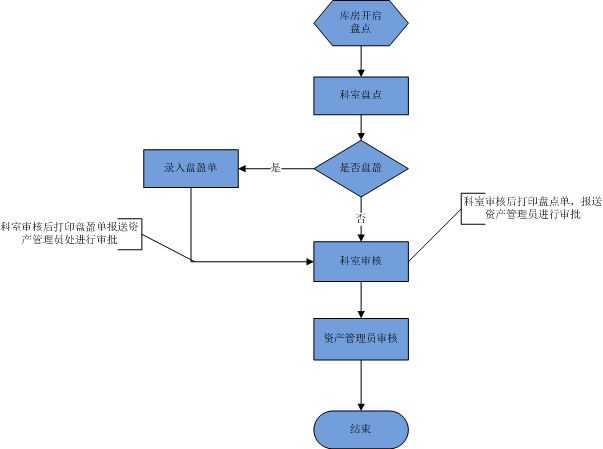 库房开启
盘点
科室盘点
是否盘盈
是
录入盘盈单
否
科室审核后打印盘点单，报送
资产管理员进行审批
科室审核后打印盘盈单报送资
产管理员处进行审批
科室审核
资产管理员审核
结束